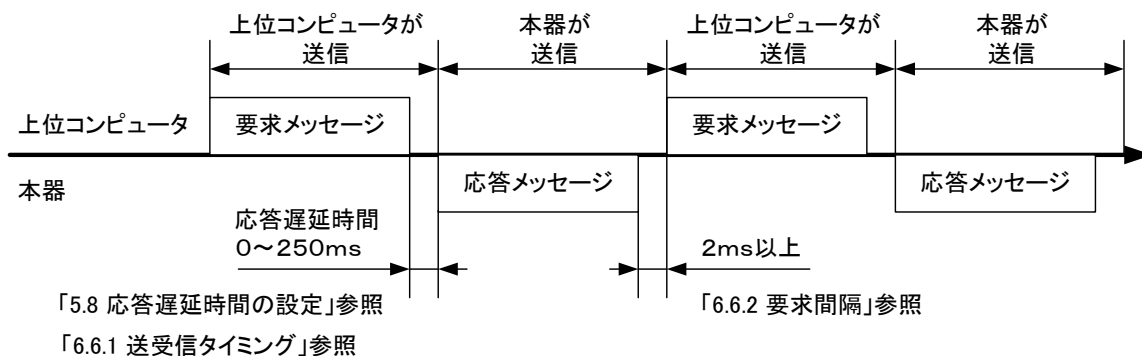 上位コンピュータが
送信
本器が
送信
上位コンピュータが
送信
本器が
送信
上位コンピュータ
要求メッセージ
要求メッセージ
本器
応答メッセージ
応答メッセージ
応答遅延時間
0～250ms
2ms以上
「5.8 応答遅延時間の設定」参照
「6.6.2 要求間隔」参照
「6.6.1 送受信タイミング」参照